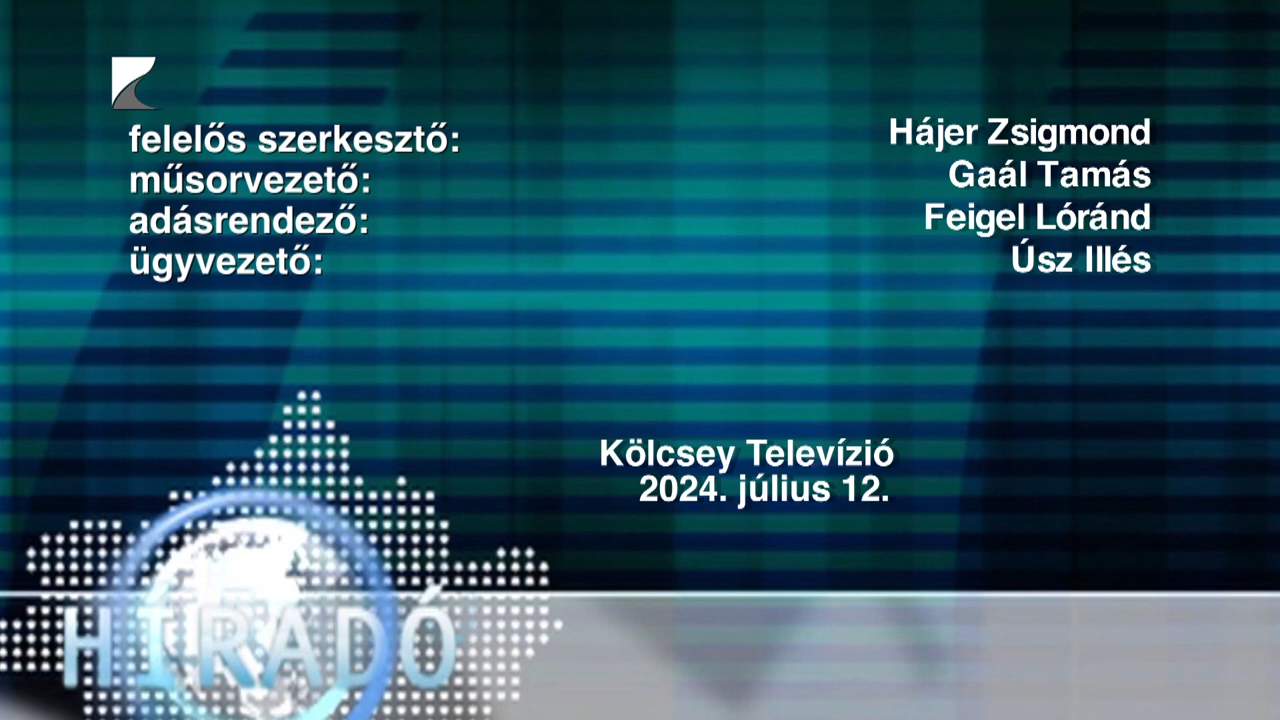 felelős szerkesztő: Hájer Zsigmond
műsorvezető: Gaál Tamás
adásrendező: Feigel Lóránd
ügyvezető: Úsz Illés
Kölcsey Televízió
2024. július 12.
HÍRADÓ